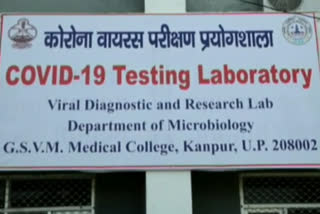 कोरोना वायरस परीक्षण प्रयोगशाला
COVID-19 Testing Laboratory
Viral Diagnostic and Research Lab
Department of Microbiology
G.S.V.M. Medical College, Kanpur, U.P. 208002